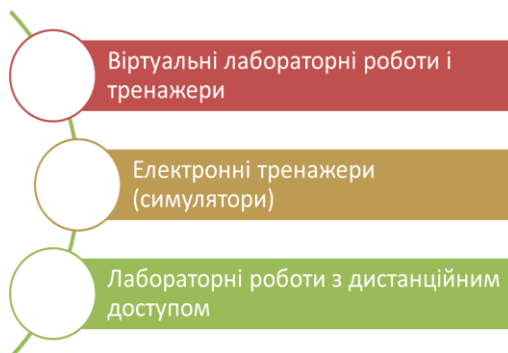 Віртуальні лабораторні роботи і
тренажери
Електронні тренажери
(симулятори)
Лабораторні роботи з дистанційним
доступом